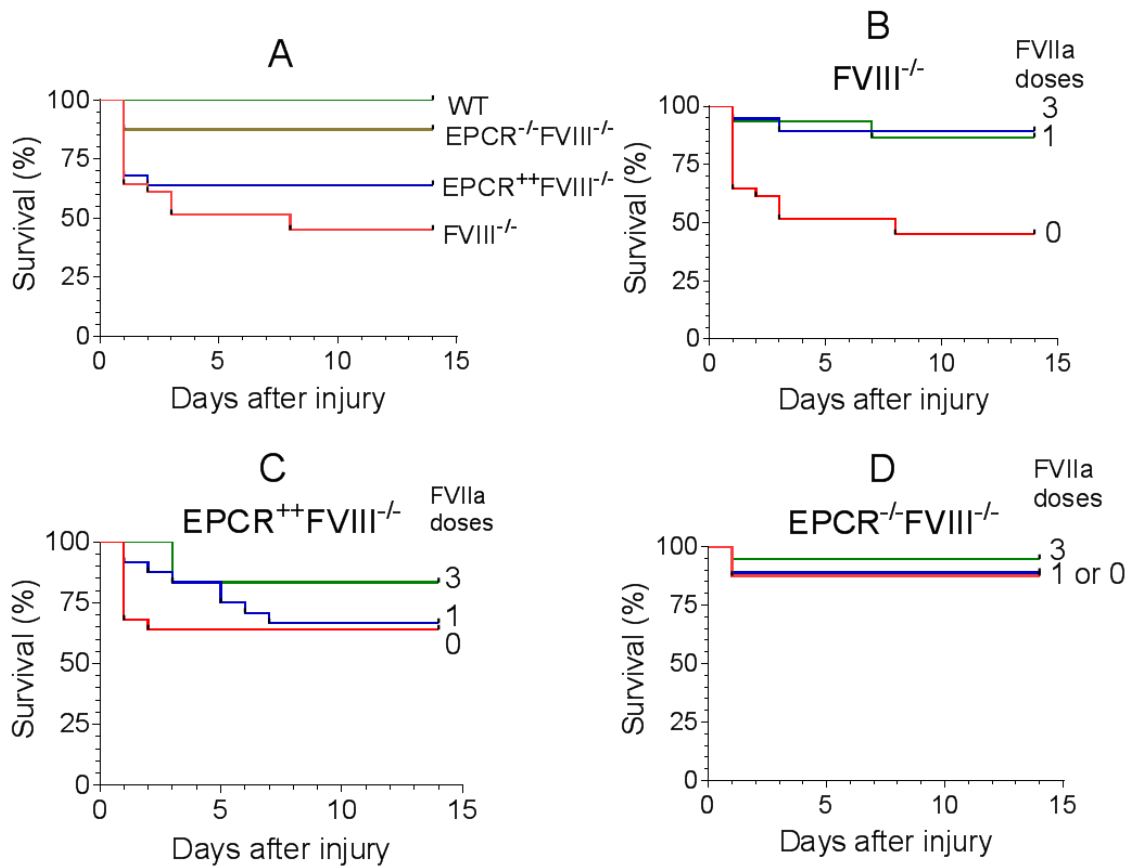 A
Survival (%)
100
75
50
25
0
WT
EPCR⁻/⁻FVIII⁻/⁻
EPCR⁺⁺FVIII⁻/⁻
FVIII⁻/⁻
0 5 10 15
Days after injury
B
FVIII⁻/⁻
FVIIa
doses
Survival (%)
100
75
50
25
0
3
1
0
0 5 10 15
Days after injury
C
EPCR⁺⁺FVIII⁻/⁻
FVIIa
doses
Survival (%)
100
75
50
25
0
3
1
0
0 5 10 15
Days after injury
D
EPCR⁻/⁻FVIII⁻/⁻
FVIIa
doses
Survival (%)
100
75
50
25
0
3
1 or 0
0 5 10 15
Days after injury